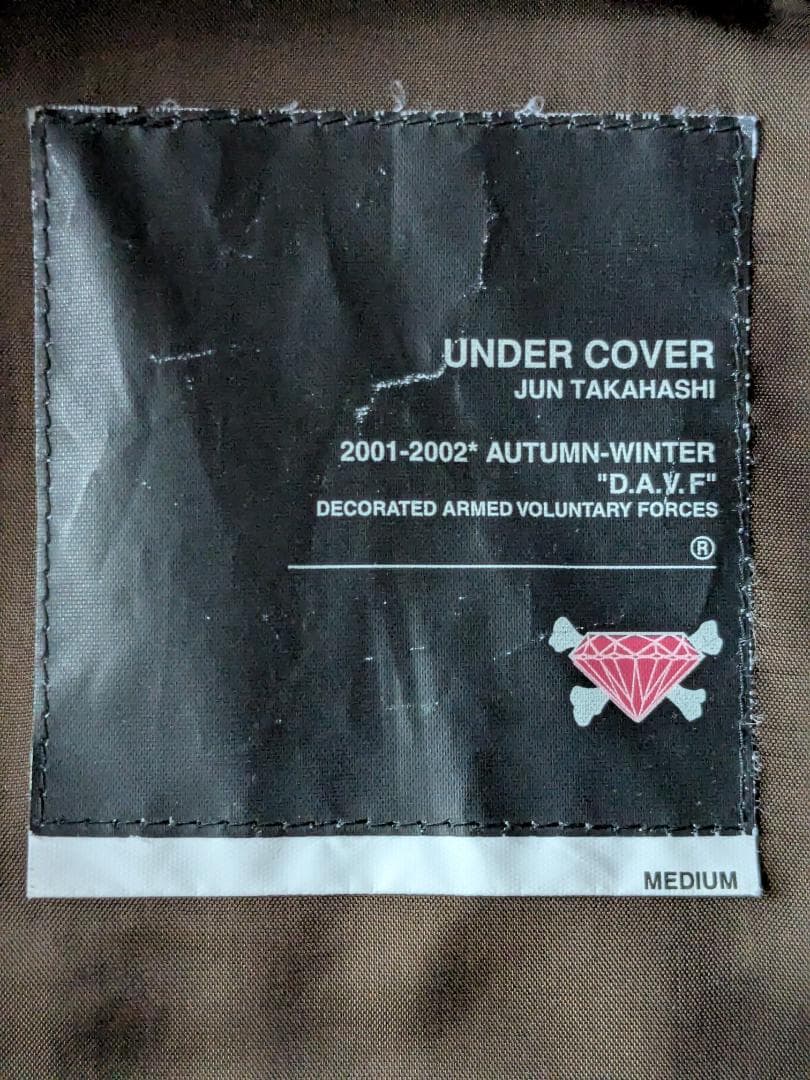 UNDER COVER
JUN TAKAHASHI
2001-2002* AUTUMN-WINTER
"D.A.V.F"
DECORATED ARMED VOLUNTARY FORCES
®
MEDIUM